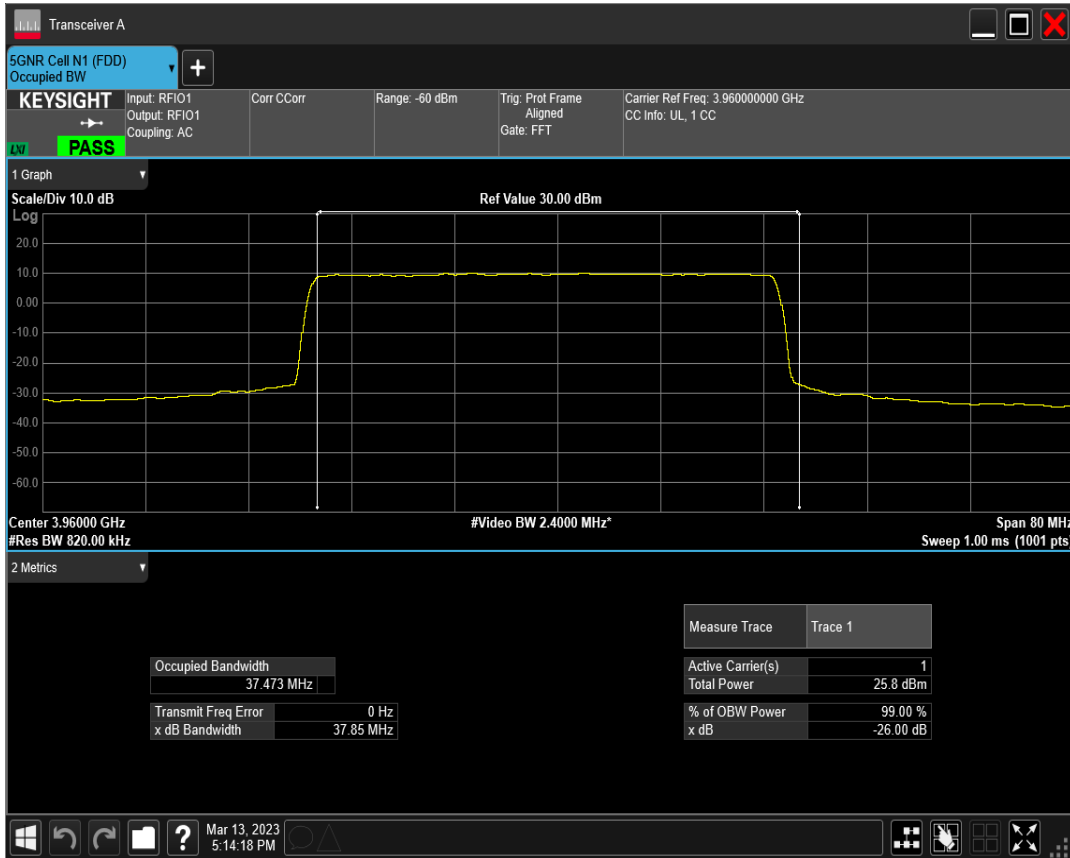 Transceiver A
5GNR Cell N1 (FDD)
Occupied BW
+
KEYSIGHT
LXI
PASS
Input: RFIO1
Output: RFIO1
Coupling: AC
Corr CCorr
Range: -60 dBm
Trig: Prot Frame
Aligned
Gate: FFT
Carrier Ref Freq: 3.960000000 GHz
CC Info: UL, 1 CC
1 Graph
Scale/Div 10.0 dB
Ref Value 30.00 dBm
Log
20.0
10.0
0.00
-10.0
-20.0
-30.0
-40.0
-50.0
-60.0
Center 3.96000 GHz
#Video BW 2.4000 MHz*
Span 80 MHz
#Res BW 820.00 kHz
Sweep 1.00 ms (1001 pts)
2 Metrics
Measure Trace Trace 1
Occupied Bandwidth
37.473 MHz
Active Carrier(s) 1
Total Power 25.8 dBm
Transmit Freq Error 0 Hz
x dB Bandwidth 37.85 MHz
% of OBW Power 99.00 %
x dB -26.00 dB
?
Mar 13, 2023
5:14:18 PM